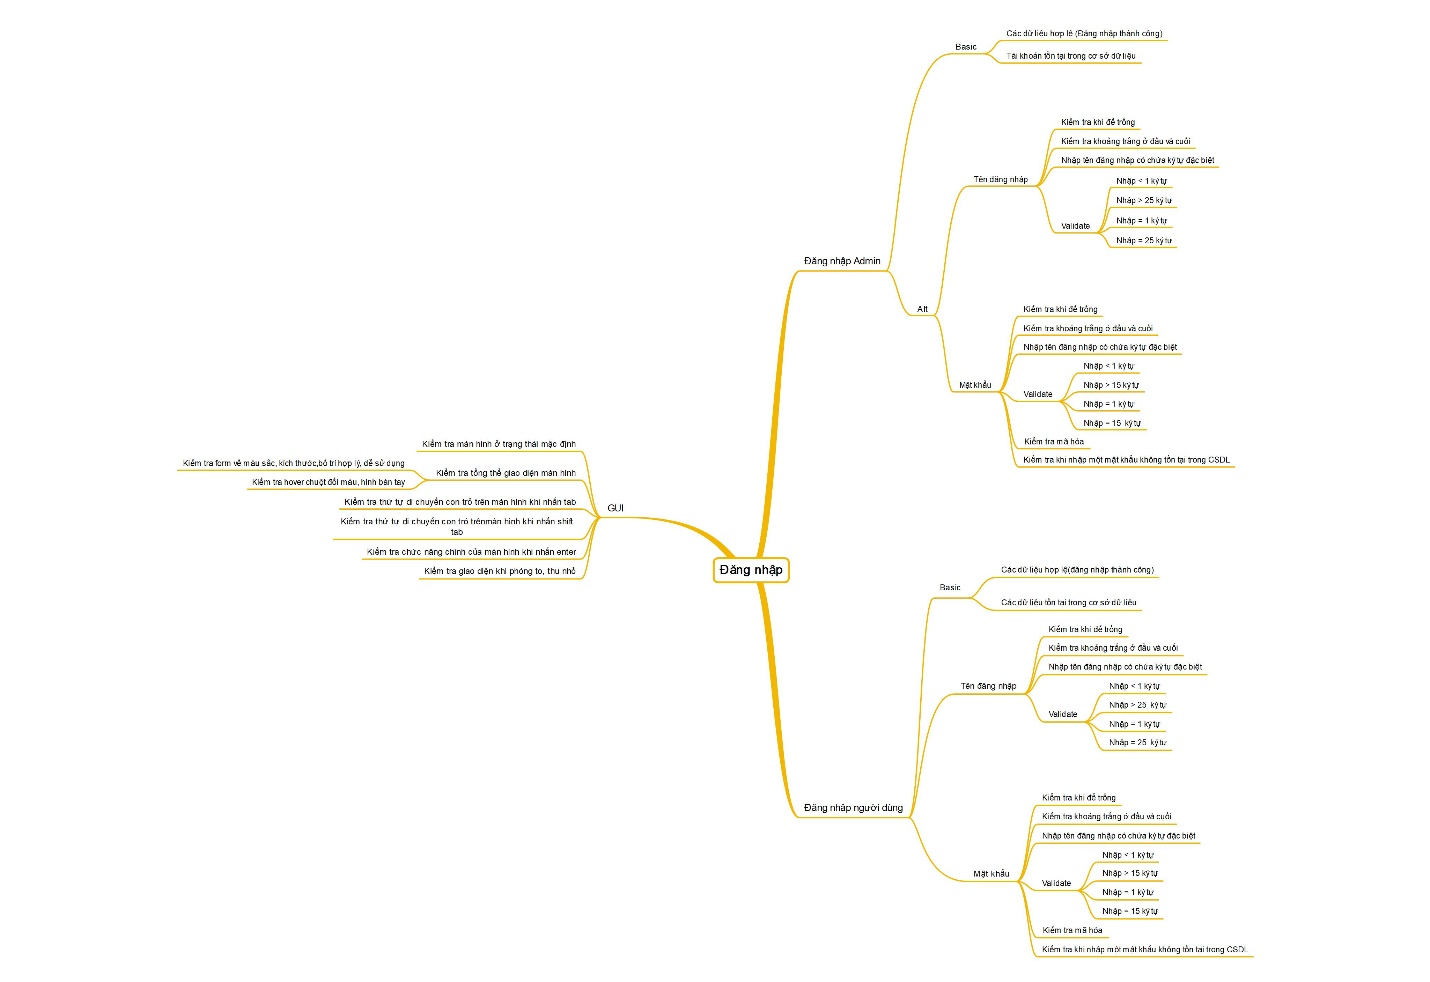 Đăng nhập
GUI
Kiểm tra màn hình ở trạng thái mặc định
Kiểm tra tổng thể giao diện màn hình
Kiểm tra form về màu sắc, kích thước,bố trí hợp lý, dễ sử dụng
Kiểm tra hover chuột đổi màu, hình bàn tay
Kiểm tra thứ tự di chuyển con trỏ trên màn hình khi nhấn tab
Kiểm tra thứ tự di chuyển con trỏ trênmàn hình khi nhấn shift
tab
Kiểm tra chức năng chính của màn hình khi nhấn enter
Kiểm tra giao diện khi phóng to, thu nhỏ
Đăng nhập Admin
Basic
Các dữ liệu hợp lệ (Đăng nhập thành công)
Tài khoản tồn tại trong cơ sở dữ liệu
Alt
Tên đăng nhập
Kiểm tra khi để trống
Kiểm tra khoảng trắng ở đầu và cuối
Nhập tên đăng nhập có chứa ký tự đặc biệt
Validate
Nhập < 1 ký tự
Nhập > 25 ký tự
Nhập = 1 ký tự
Nhập = 25 ký tự
Mật khẩu
Kiểm tra khi để trống
Kiểm tra khoảng trắng ở đầu và cuối
Nhập tên đăng nhập có chứa ký tự đặc biệt
Validate
Nhập < 1 ký tự
Nhập > 15 ký tự
Nhập = 1 ký tự
Nhập = 15 ký tự
Kiểm tra mã hóa
Kiểm tra khi nhập một mật khẩu không tồn tại trong CSDL
Đăng nhập người dùng
Basic
Các dữ liệu hợp lệ(đăng nhập thành công)
Các dữ liệu tồn tại trong cơ sở dữ liệu
Tên đăng nhập
Kiểm tra khi để trống
Kiểm tra khoảng trắng ở đầu và cuối
Nhập tên đăng nhập có chứa ký tự đặc biệt
Validate
Nhập < 1 ký tự
Nhập > 25 ký tự
Nhập = 1 ký tự
Nhập = 25 ký tự
Mật khẩu
Kiểm tra khi để trống
Kiểm tra khoảng trắng ở đầu và cuối
Nhập tên đăng nhập có chứa ký tự đặc biệt
Validate
Nhập < 1 ký tự
Nhập > 15 ký tự
Nhập = 1 ký tự
Nhập = 15 ký tự
Kiểm tra mã hóa
Kiểm tra khi nhập một mật khẩu không tồn tại trong CSDL